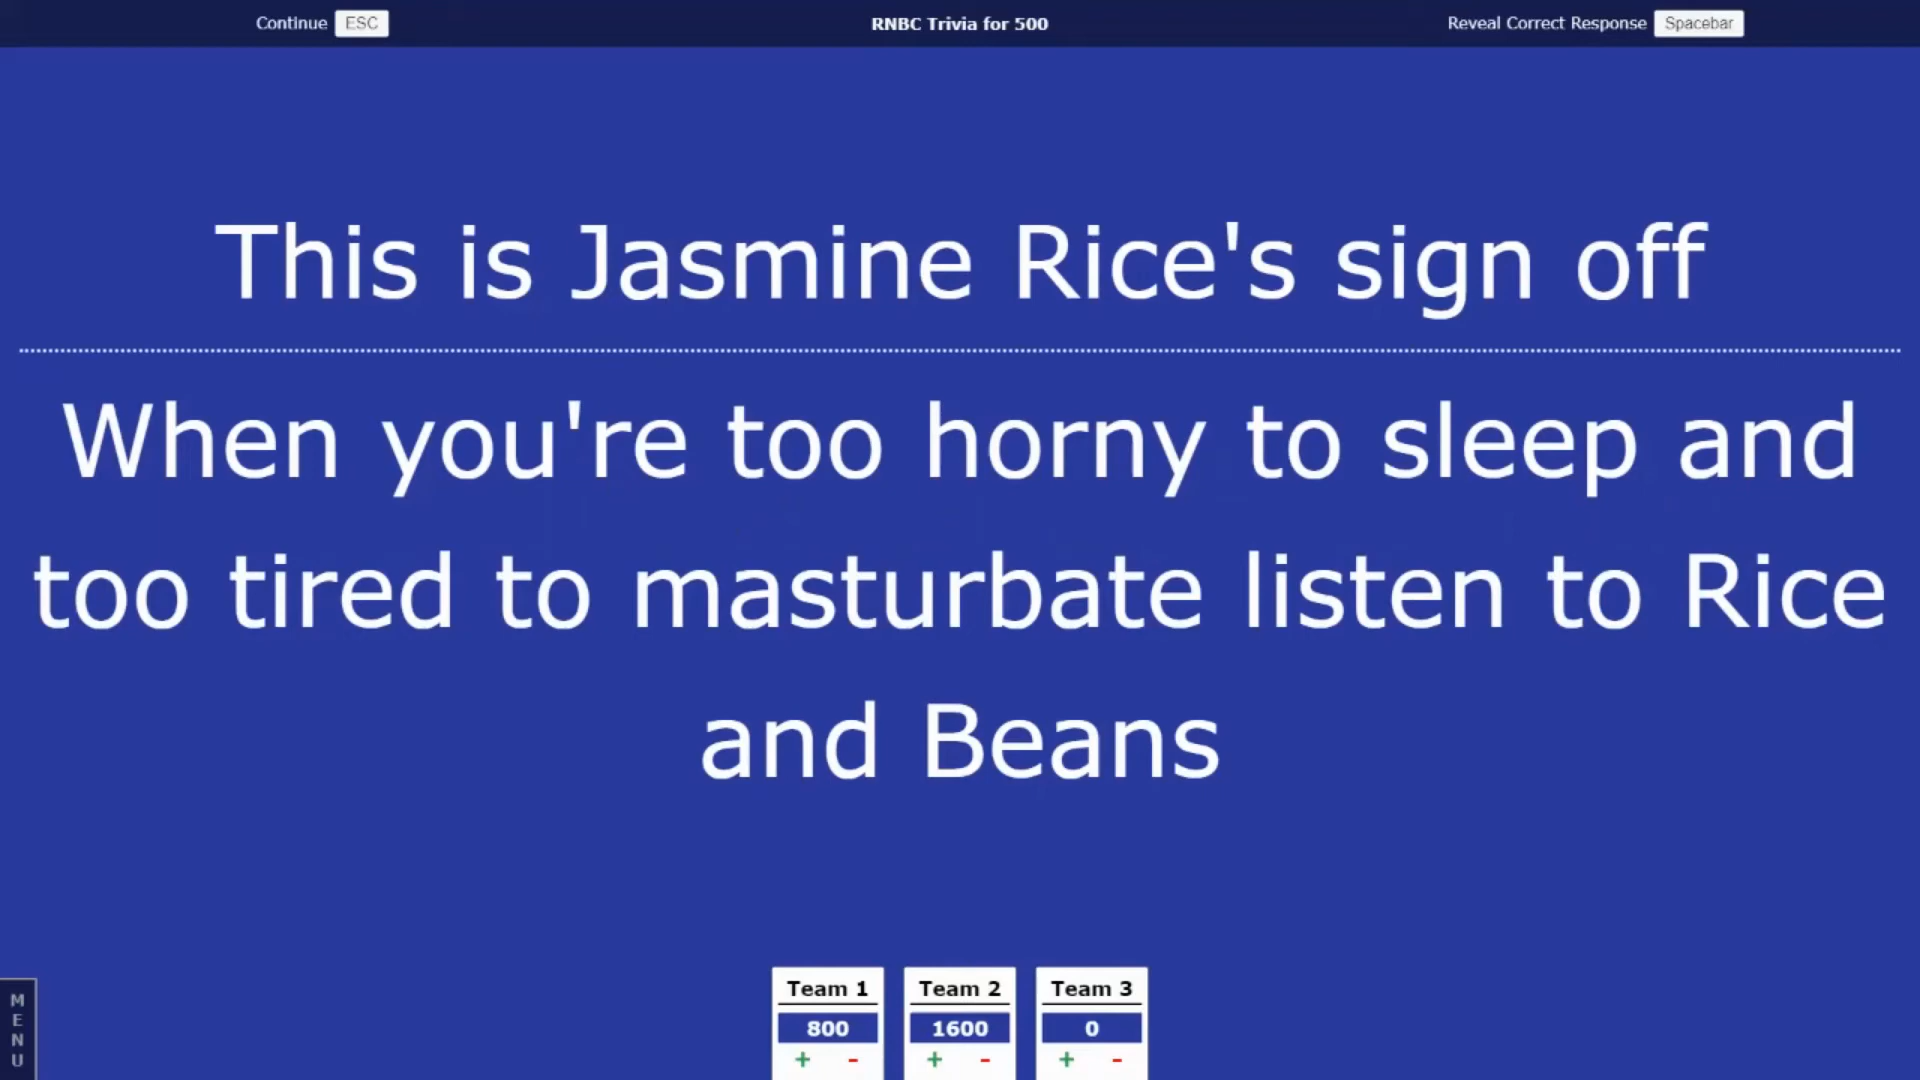 Continue ESC RNBC Trivia for 500 Reveal Correct Response Spacebar
This is Jasmine Rice's sign off
When you're too horny to sleep and
too tired to masturbate listen to Rice
and Beans
MENU
Team 1 Team 2 Team 3
800 1600 0
+ - + - + -